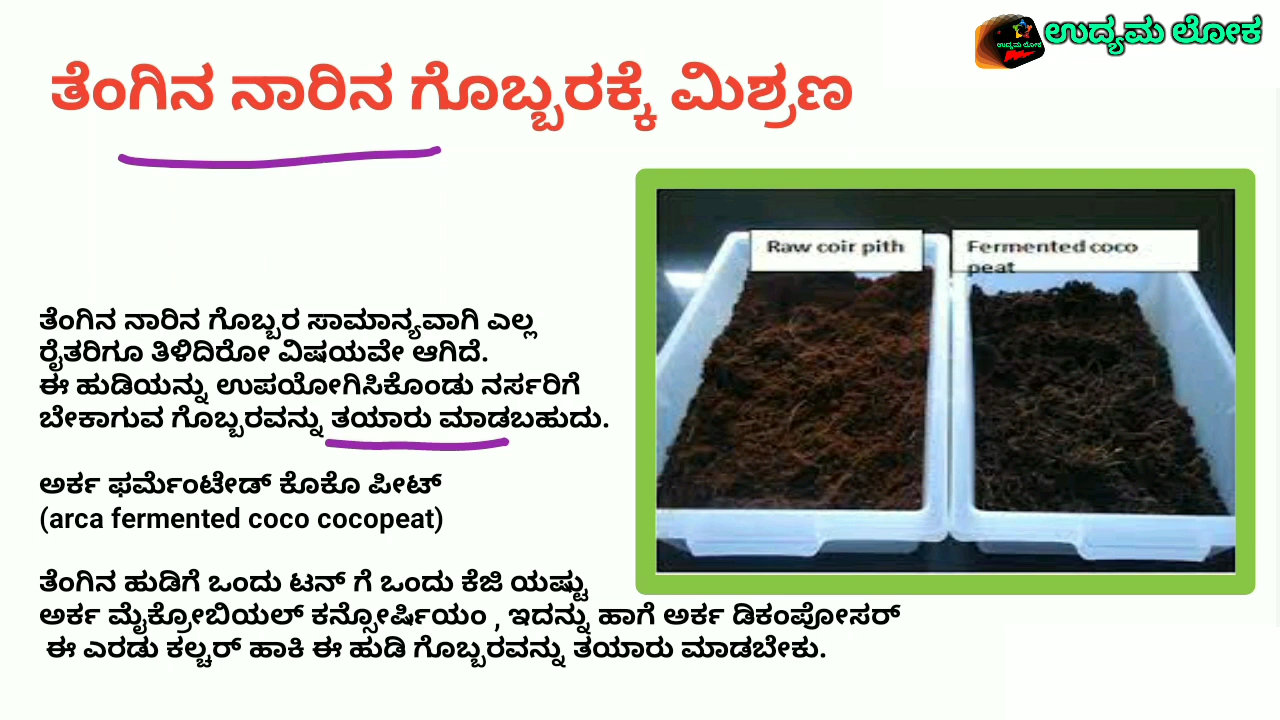 ಉದ್ಯಮ ಲೋಕ
ಉದ್ಯಮ ಲೋಕ
ತೆಂಗಿನ ನಾರಿನ ಗೊಬ್ಬರಕ್ಕೆ ಮಿಶ್ರಣ
Raw coir pith
Fermented coco
peat
ತೆಂಗಿನ ನಾರಿನ ಗೊಬ್ಬರ ಸಾಮಾನ್ಯವಾಗಿ ಎಲ್ಲ
ರೈತರಿಗೂ ತಿಳಿದಿರೋ ವಿಷಯವೇ ಆಗಿದೆ.
ಈ ಹುಡಿಯನ್ನು ಉಪಯೋಗಿಸಿಕೊಂಡು ನರ್ಸರಿಗೆ
ಬೇಕಾಗುವ ಗೊಬ್ಬರವನ್ನು ತಯಾರು ಮಾಡಬಹುದು.
ಅರ್ಕ ಫರ್ಮೆಂಟೇಡ್ ಕೊಕೊ ಪೀಟ್
(arca fermented coco cocopeat)
ತೆಂಗಿನ ಹುಡಿಗೆ ಒಂದು ಟನ್ ಗೆ ಒಂದು ಕೆಜಿ ಯಷ್ಟು
ಅರ್ಕ ಮೈಕ್ರೋಬಿಯಲ್ ಕನ್ಸೋರ್ಷಿಯಂ , ಇದನ್ನು ಹಾಗೆ ಅರ್ಕ ಡಿಕಂಪೋಸರ್
ಈ ಎರಡು ಕಲ್ಚರ್ ಹಾಕಿ ಈ ಹುಡಿ ಗೊಬ್ಬರವನ್ನು ತಯಾರು ಮಾಡಬೇಕು.